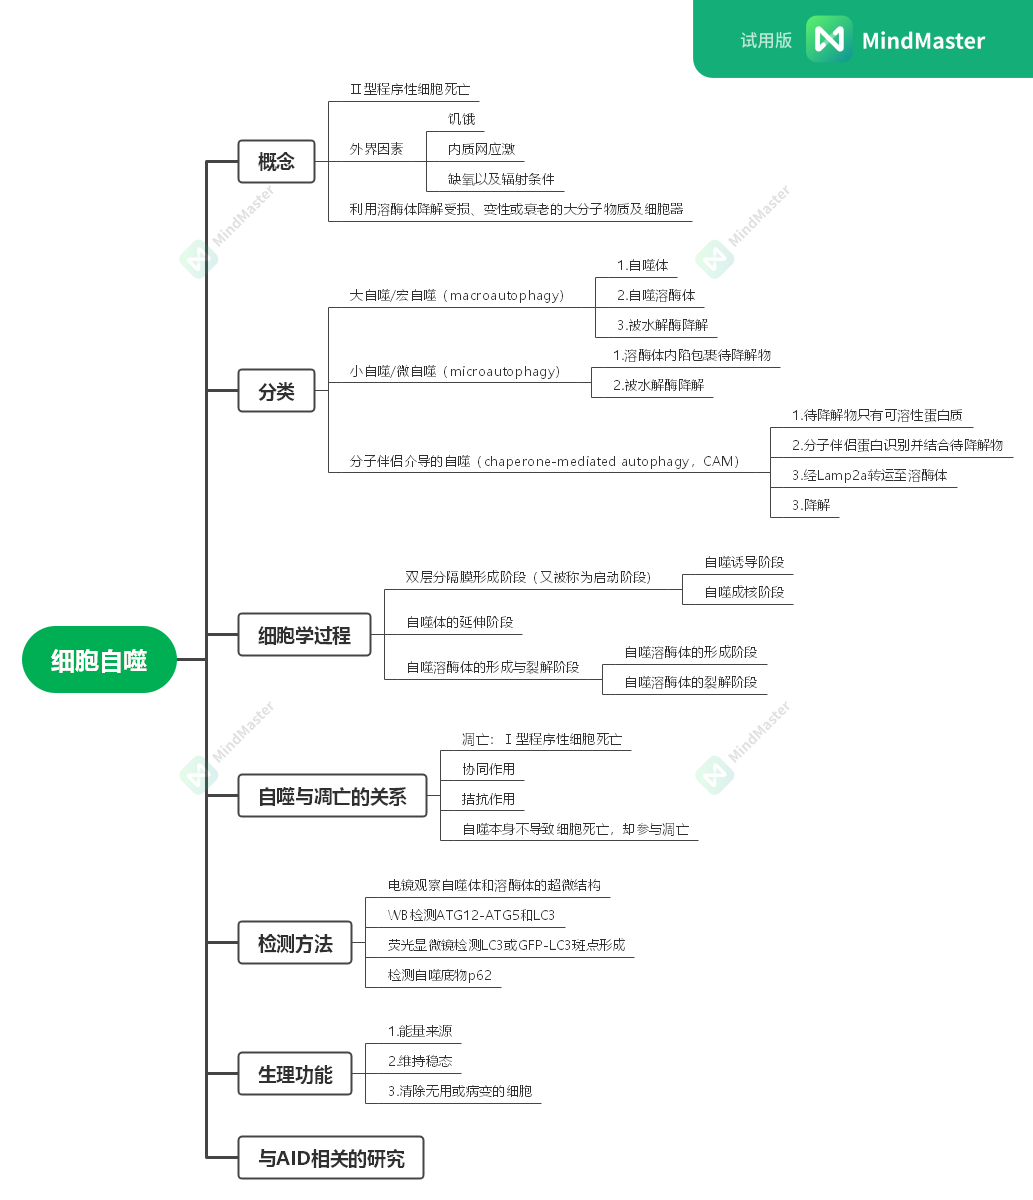 试用版 MindMaster
细胞自噬
概念
Ⅱ型程序性细胞死亡
外界因素
饥饿
内质网应激
缺氧以及辐射条件
利用溶酶体降解受损、变性或衰老的大分子物质及细胞器
分类
大自噬/宏自噬（macroautophagy）
1.自噬体
2.自噬溶酶体
3.被水解酶降解
小自噬/微自噬（microautophagy）
1.溶酶体内陷包裹待降解物
2.被水解酶降解
分子伴侣介导的自噬（chaperone-mediated autophagy，CAM）
1.待降解物只有可溶性蛋白质
2.分子伴侣蛋白识别并结合待降解物
3.经Lamp2a转运至溶酶体
3.降解
细胞学过程
双层分隔膜形成阶段（又被称为启动阶段)
自噬诱导阶段
自噬成核阶段
自噬体的延伸阶段
自噬溶酶体的形成与裂解阶段
自噬溶酶体的形成阶段
自噬溶酶体的裂解阶段
自噬与凋亡的关系
凋亡：Ⅰ型程序性细胞死亡
协同作用
拮抗作用
自噬本身不导致细胞死亡，却参与凋亡
检测方法
电镜观察自噬体和溶酶体的超微结构
WB检测ATG12-ATG5和LC3
荧光显微镜检测LC3或GFP-LC3斑点形成
检测自噬底物p62
生理功能
1.能量来源
2.维持稳态
3.清除无用或病变的细胞
与AID相关的研究
MindMaster
MindMaster
MindMaster
MindMaster